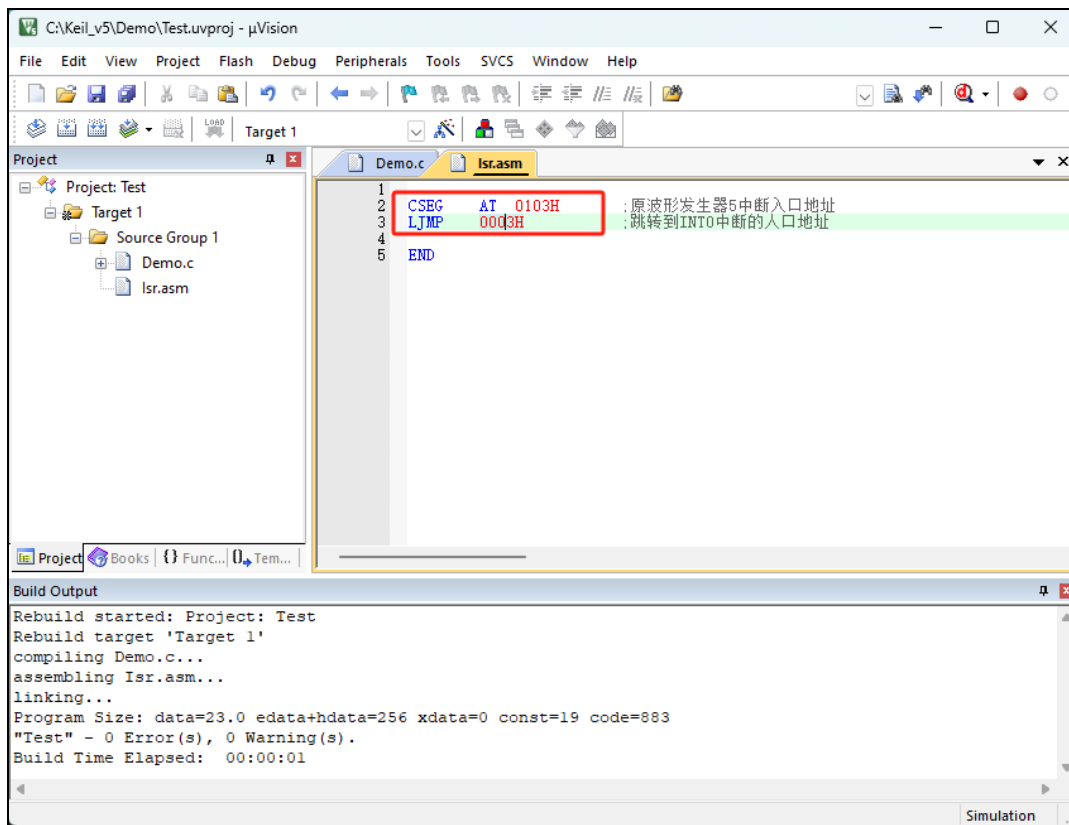 C:\Keil_v5\Demo\Test.uvproj - µVision
File Edit View Project Flash Debug Peripherals Tools SVCS Window Help
LOAD
Target 1
Project
Demo.c Isr.asm
Project: Test
Target 1
Source Group 1
Demo.c
Isr.asm
1
2 CSEG AT 0103H ;原波形发生器5中断入口地址
3 LJMP 0003H ;跳转到INT0中断的入口地址
4
5 END
Project Books {} Func... Tem...
Build Output
Rebuild started: Project: Test
Rebuild target 'Target 1'
compiling Demo.c...
assembling Isr.asm...
linking...
Program Size: data=23.0 edata+hdata=256 xdata=0 const=19 code=883
"Test" - 0 Error(s), 0 Warning(s).
Build Time Elapsed:  00:00:01
Simulation